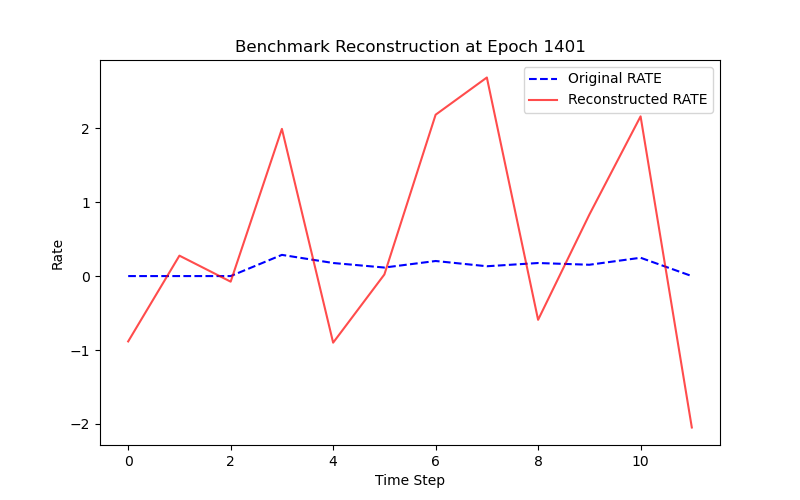 Benchmark Reconstruction at Epoch 1401
Original RATE
Reconstructed RATE
2
1
0
−1
−2
Rate
0 2 4 6 8 10
Time Step